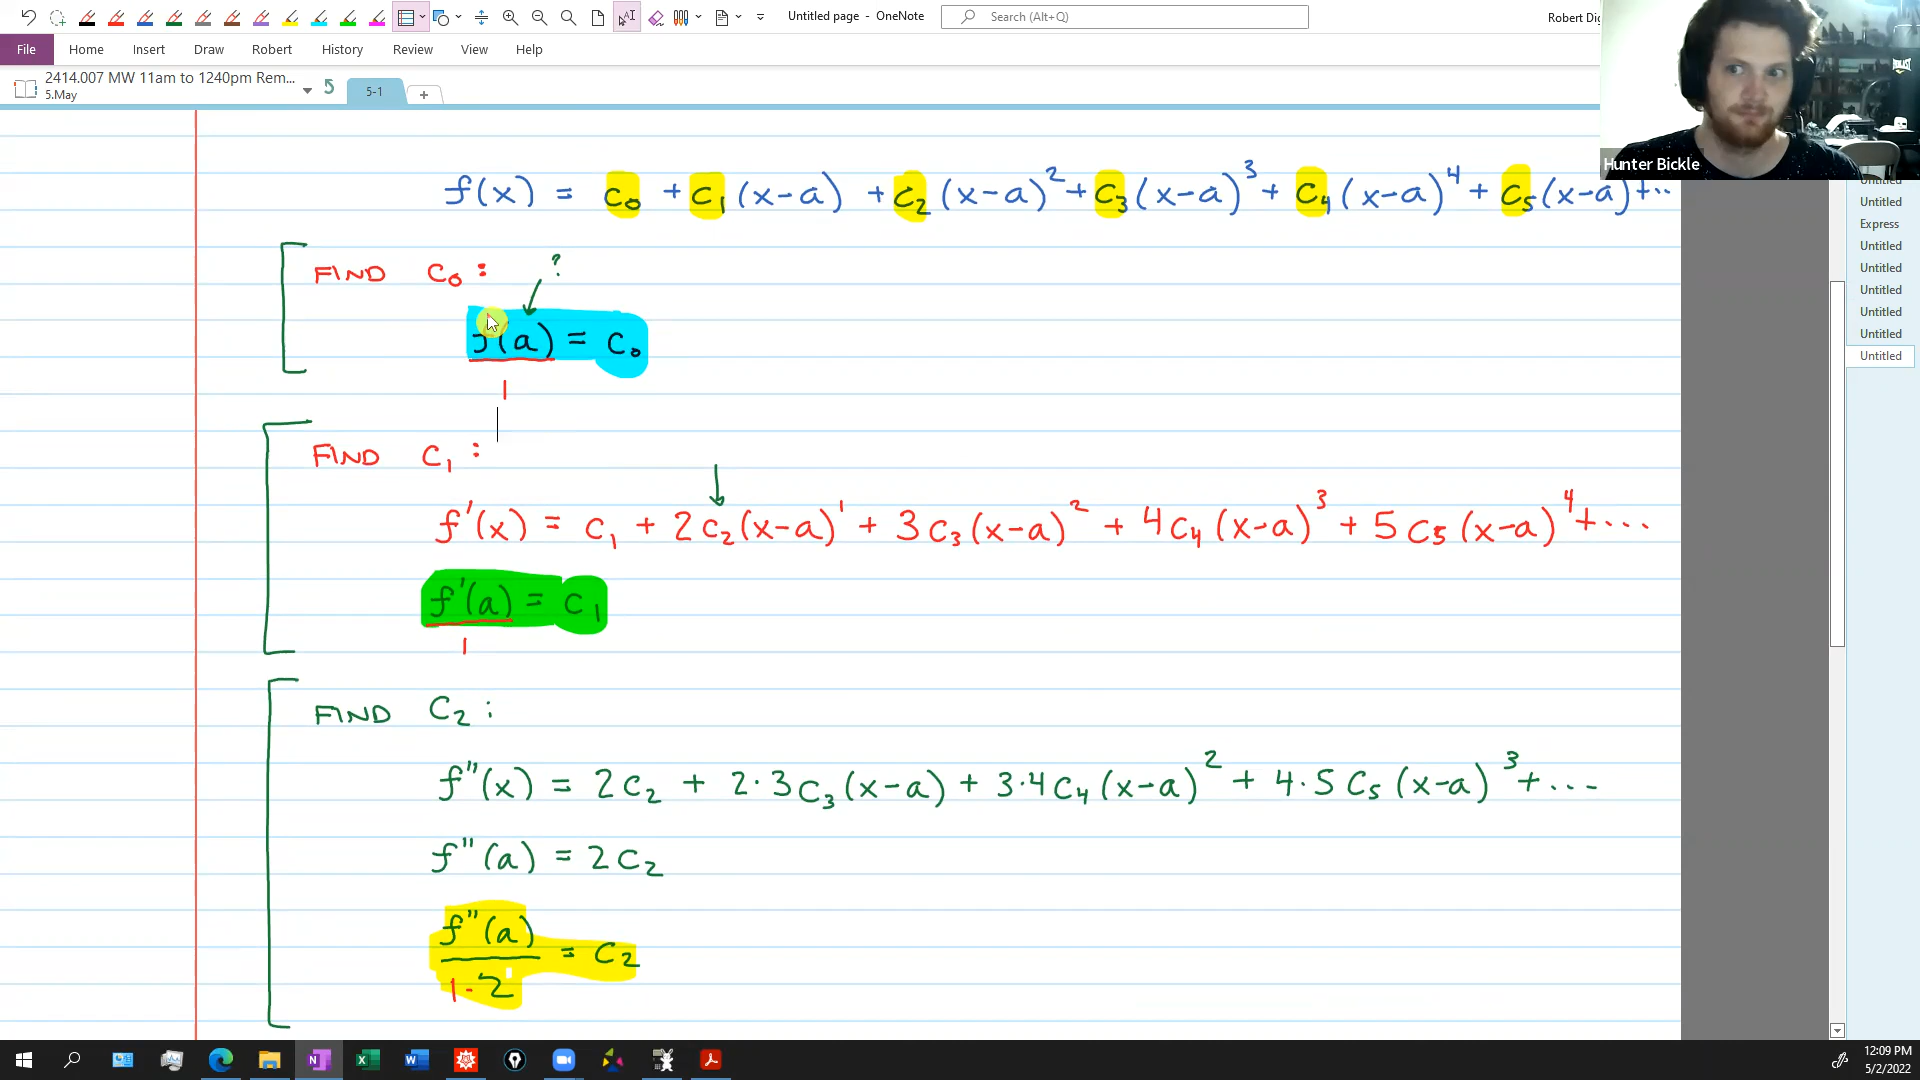 Untitled page - OneNote
Search (Alt+Q)
Robert Dig
File Home Insert Draw Robert History Review View Help
2414.007 MW 11am to 1240pm Rem...
5.May
5-1
+
EVERLAST
Hunter Bickle
Untitled
Untitled
Express
Untitled
Untitled
Untitled
Untitled
Untitled
Untitled
f(x) = c₀ + c₁(x-a) + c₂(x-a)² + c₃(x-a)³ + c₄(x-a)⁴ + c₅(x-a)+..
FIND C₀:
?
f(a) = c₀
1
FIND C₁:
f'(x) = c₁ + 2c₂(x-a)¹ + 3c₃(x-a)² + 4c₄(x-a)³ + 5c₅(x-a)⁴+...
f'(a) = c₁
1
FIND C₂:
f"(x) = 2c₂ + 2·3c₃(x-a) + 3·4c₄(x-a)² + 4·5c₅(x-a)³+...
f"(a) = 2c₂
f"(a)
= c₂
1·2
12:09 PM
5/2/2022